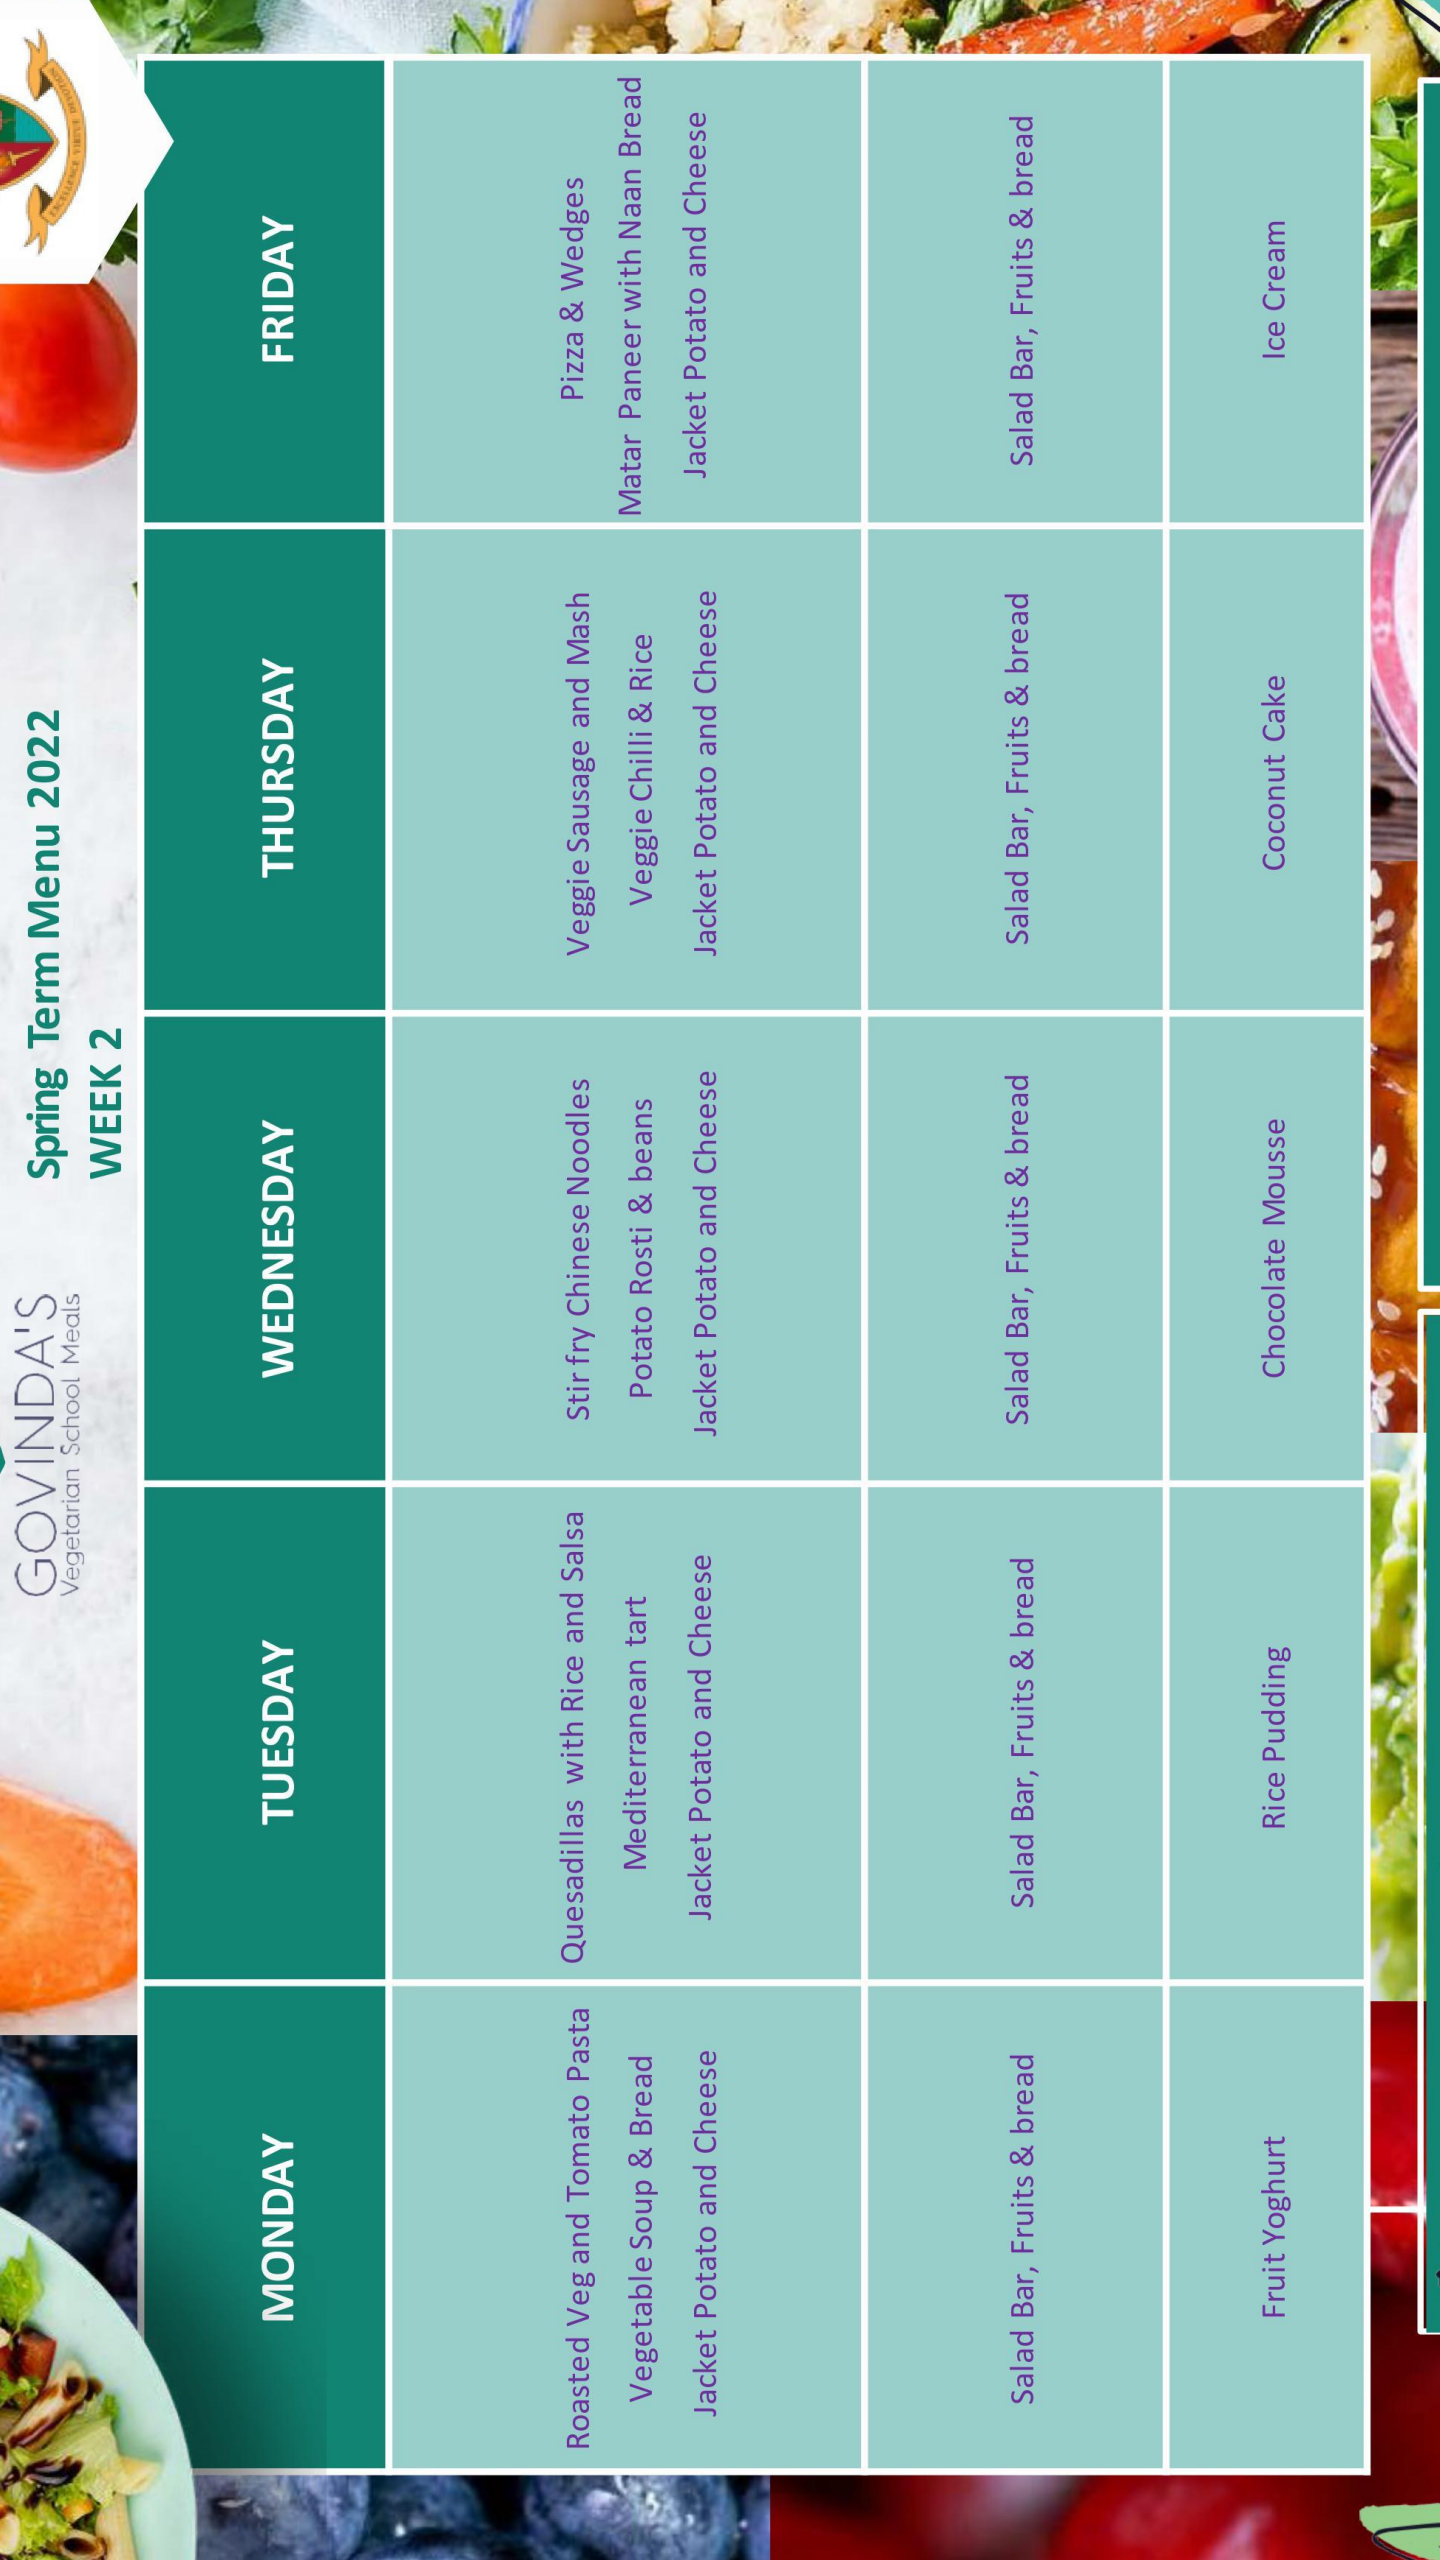 GOVINDA'S
Vegetarian School Meals
Spring Term Menu 2022
WEEK 2
EXCELLENCE VIRTUE DEVOTION
MONDAY
TUESDAY
WEDNESDAY
THURSDAY
FRIDAY
Roasted Veg and Tomato Pasta
Vegetable Soup & Bread
Jacket Potato and Cheese
Quesadillas with Rice and Salsa
Mediterranean tart
Jacket Potato and Cheese
Stir fry Chinese Noodles
Potato Rosti & beans
Jacket Potato and Cheese
Veggie Sausage and Mash
Veggie Chilli & Rice
Jacket Potato and Cheese
Pizza & Wedges
Matar Paneer with Naan Bread
Jacket Potato and Cheese
Salad Bar, Fruits & bread
Salad Bar, Fruits & bread
Salad Bar, Fruits & bread
Salad Bar, Fruits & bread
Salad Bar, Fruits & bread
Fruit Yoghurt
Rice Pudding
Chocolate Mousse
Coconut Cake
Ice Cream